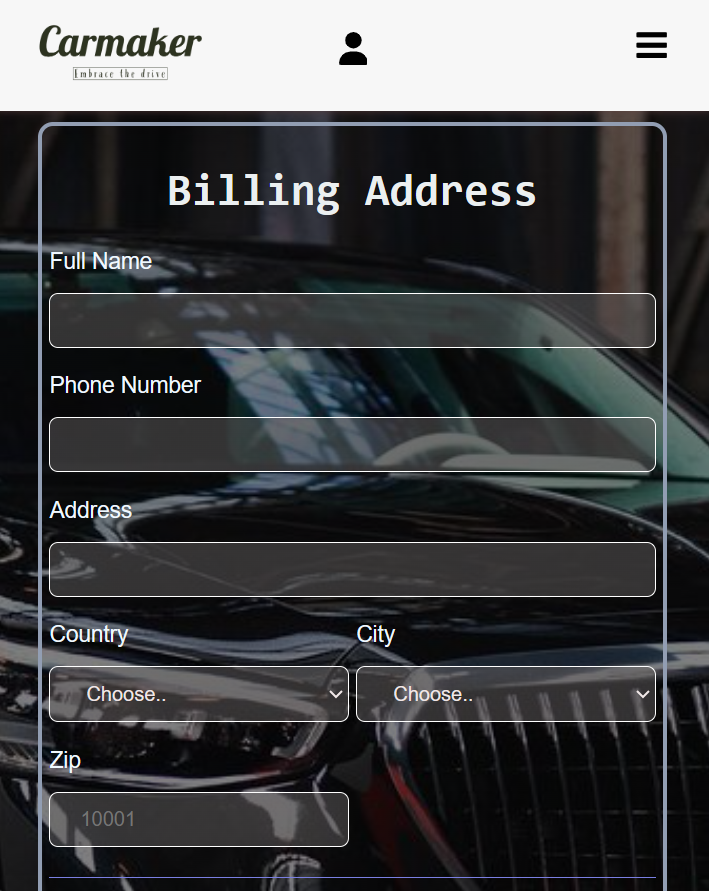 Carmaker
Embrace the drive
Billing Address
Full Name
Phone Number
Address
Country City
Choose.. Choose..
Zip
10001